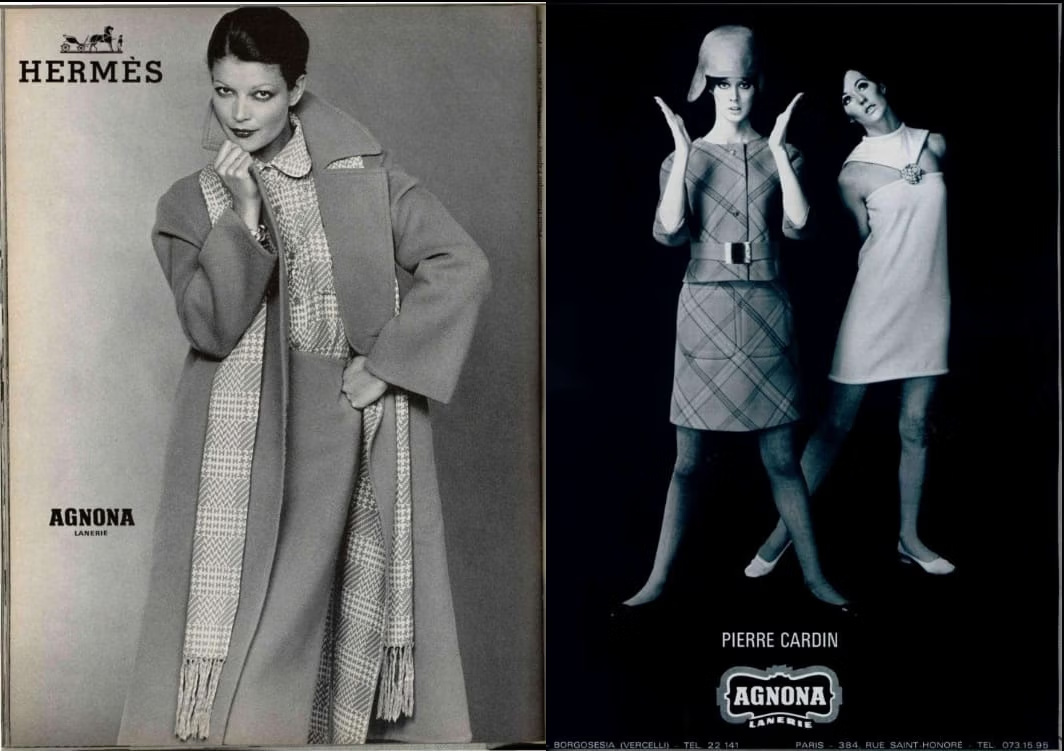 HERMÈS
AGNONA
LANERIE
PIERRE CARDIN
AGNONA
LANERIE
BORGOSESIA (VERCELLI) - TEL. 22 141
PARIS - 384, RUE SAINT-HONORÉ - TEL. 073.15.95